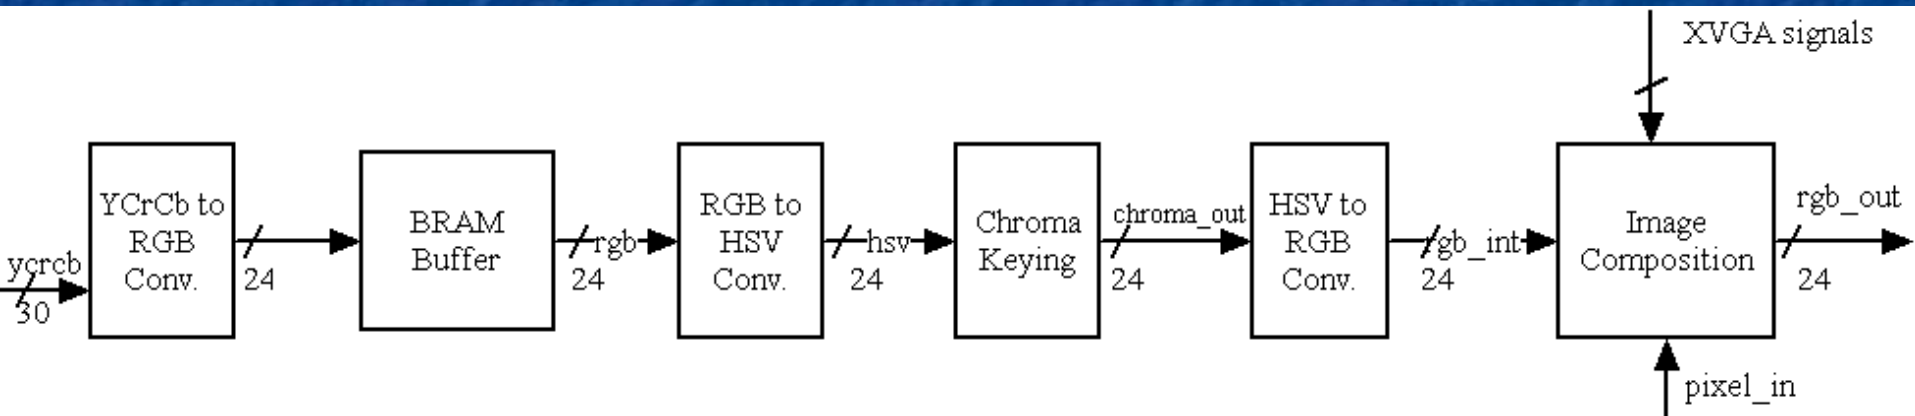 XVGA signals
ycrcb
30
YCrCb to
RGB
Conv.
24
BRAM
Buffer
rgb
24
RGB to
HSV
Conv.
hsv
24
Chroma
Keying
chroma_out
24
HSV to
RGB
Conv.
rgb_int
24
Image
Composition
rgb_out
24
pixel_in